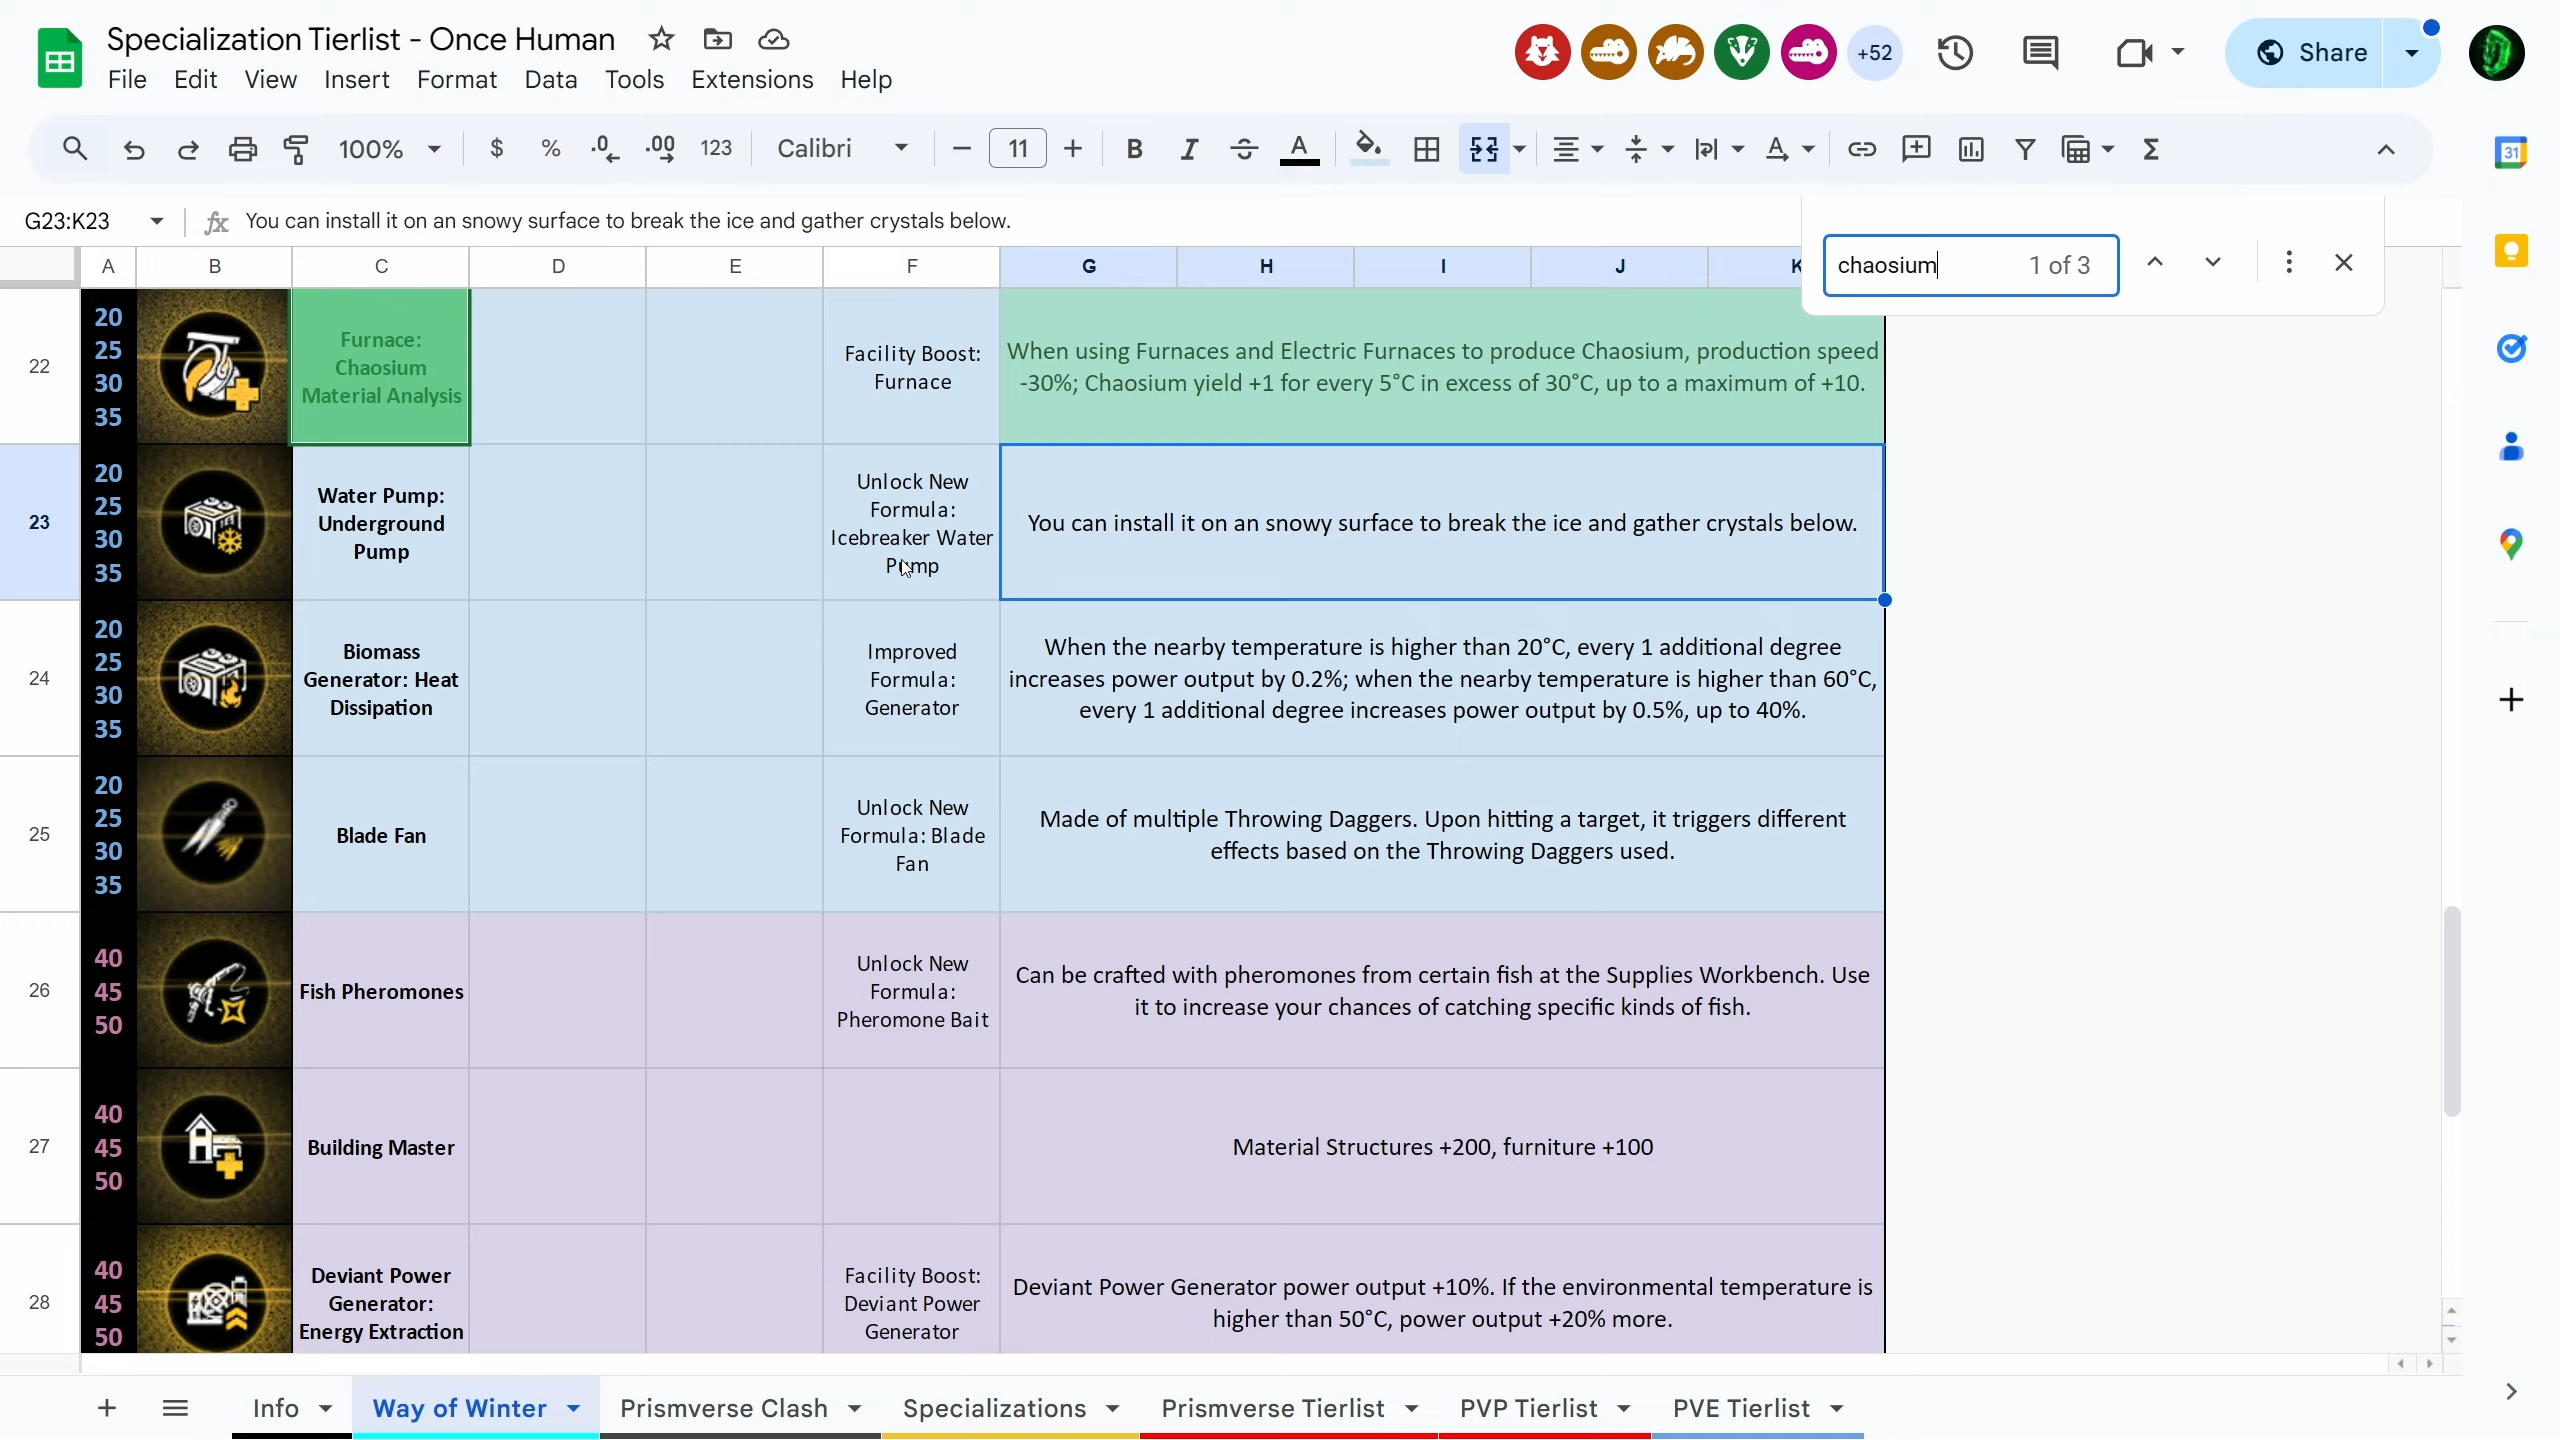 Specialization Tierlist - Once Human
File Edit View Insert Format Data Tools Extensions Help
+52
Share
100%
$ % .0 .00 123
Calibri
11
B I A
31
G23:K23
fx You can install it on an snowy surface to break the ice and gather crystals below.
chaosium 1 of 3
A B C D E F G H I J K
22
20
25
30
35
Furnace:
Chaosium
Material Analysis
Facility Boost:
Furnace
When using Furnaces and Electric Furnaces to produce Chaosium, production speed
-30%; Chaosium yield +1 for every 5°C in excess of 30°C, up to a maximum of +10.
23
20
25
30
35
Water Pump:
Underground
Pump
Unlock New
Formula:
Icebreaker Water
Pump
You can install it on an snowy surface to break the ice and gather crystals below.
24
20
25
30
35
Biomass
Generator: Heat
Dissipation
Improved
Formula:
Generator
When the nearby temperature is higher than 20°C, every 1 additional degree
increases power output by 0.2%; when the nearby temperature is higher than 60°C,
every 1 additional degree increases power output by 0.5%, up to 40%.
25
20
25
30
35
Blade Fan
Unlock New
Formula: Blade
Fan
Made of multiple Throwing Daggers. Upon hitting a target, it triggers different
effects based on the Throwing Daggers used.
26
40
45
50
Fish Pheromones
Unlock New
Formula:
Pheromone Bait
Can be crafted with pheromones from certain fish at the Supplies Workbench. Use
it to increase your chances of catching specific kinds of fish.
27
40
45
50
Building Master
Material Structures +200, furniture +100
28
40
45
50
Deviant Power
Generator:
Energy Extraction
Facility Boost:
Deviant Power
Generator
Deviant Power Generator power output +10%. If the environmental temperature is
higher than 50°C, power output +20% more.
Info Way of Winter Prismverse Clash Specializations Prismverse Tierlist PVP Tierlist PVE Tierlist